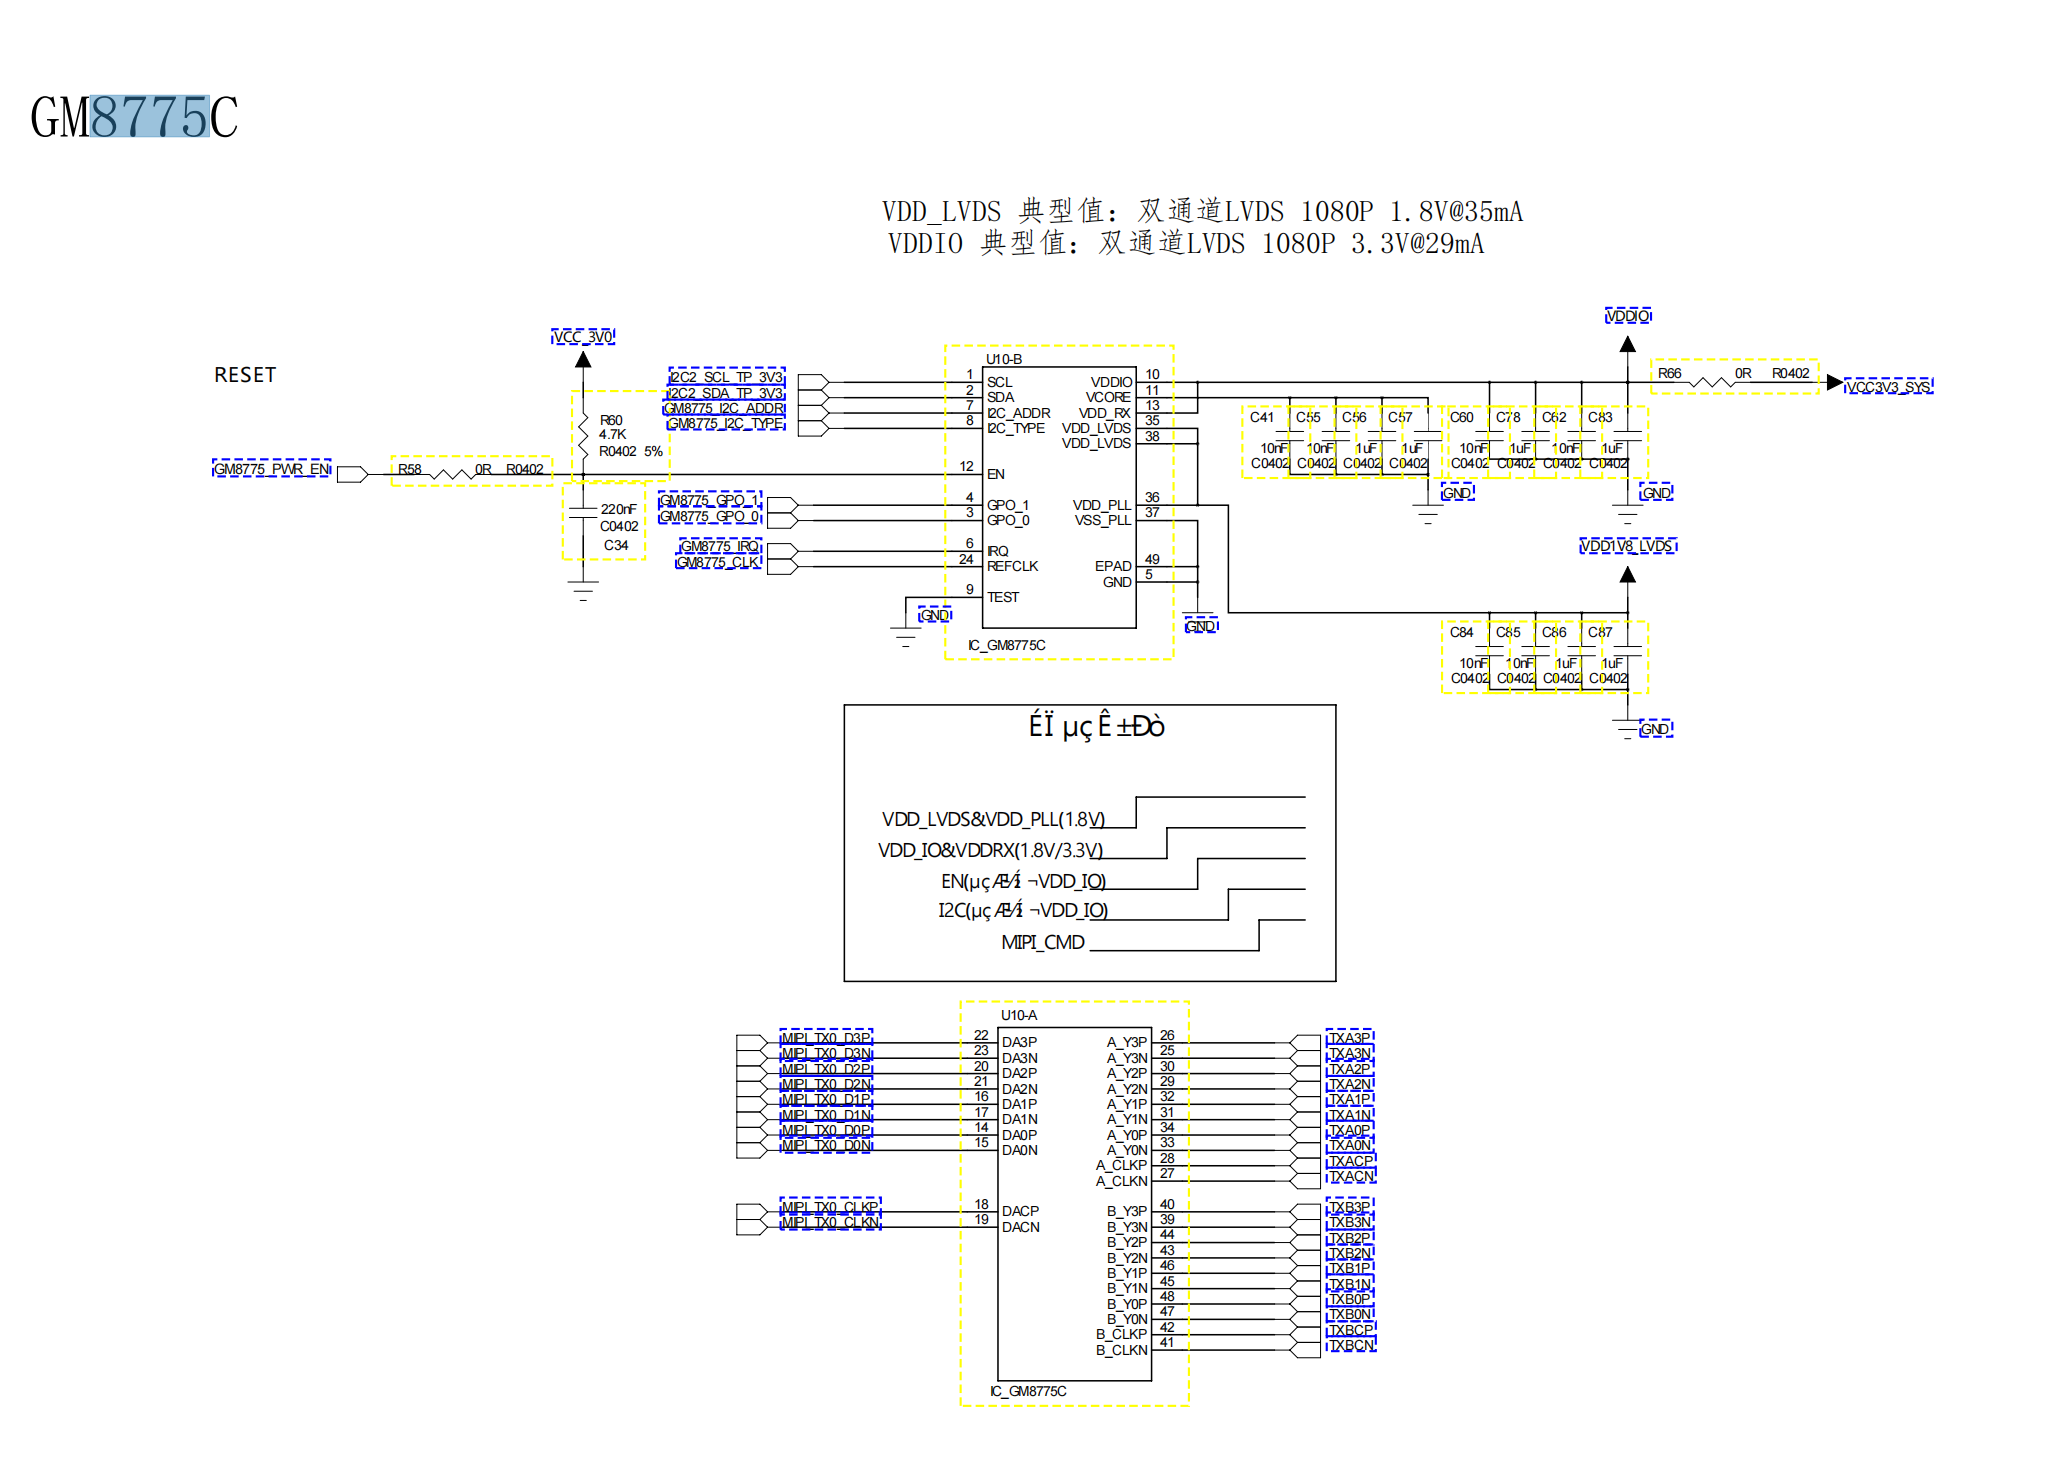 GM8775C
VDD_LVDS 典型值：双通道LVDS 1080P 1.8V@35mA
VDDIO 典型值：双通道LVDS 1080P 3.3V@29mA
RESET
VCC_3V0
R60
4.7K
R0402 5%
GM8775_PWR_EN
R58 0R R0402
220nF
C0402
C34
I2C2_SCL_TP_3V3
I2C2_SDA_TP_3V3
GM8775_I2C_ADDR
GM8775_I2C_TYPE
GM8775_GPO_1
GM8775_GPO_0
GM8775_IRQ
GM8775_CLK
GND
U10-B
1 SCL
2 SDA
7 I2C_ADDR
8 I2C_TYPE
12 EN
4 GPO_1
3 GPO_0
6 IRQ
24 REFCLK
9 TEST
VDDIO 10
VCORE 11
VDD_RX 13
VDD_LVDS 35
VDD_LVDS 38
VDD_PLL 36
VSS_PLL 37
EPAD 49
GND 5
IC_GM8775C
GND
VDDIO
R66 0R R0402
VCC3V3_SYS
C41 C55 C56 C57
10nF 10nF 1uF 1uF
C0402 C0402 C0402 C0402
GND
C60 C78 C62 C83
10nF 1uF 10nF 1uF
C0402 C0402 C0402 C0402
GND
VDD1V8_LVDS
C84 C85 C86 C87
10nF 10nF 1uF 1uF
C0402 C0402 C0402 C0402
GND
ÉÏ µç Ê ±Ðò
VDD_LVDS&VDD_PLL(1.8V)
VDD_IO&VDDRX(1.8V/3.3V)
EN(µç ¬VDD_IO)
I2C(µç ¬VDD_IO)
MIPI_CMD
U10-A
MIPI_TX0_D3P 22 DA3P
MIPI_TX0_D3N 23 DA3N
MIPI_TX0_D2P 20 DA2P
MIPI_TX0_D2N 21 DA2N
MIPI_TX0_D1P 16 DA1P
MIPI_TX0_D1N 17 DA1N
MIPI_TX0_D0P 14 DA0P
MIPI_TX0_D0N 15 DA0N
MIPI_TX0_CLKP 18 DACP
MIPI_TX0_CLKN 19 DACN
A_Y3P 26 TXA3P
A_Y3N 25 TXA3N
A_Y2P 30 TXA2P
A_Y2N 29 TXA2N
A_Y1P 32 TXA1P
A_Y1N 31 TXA1N
A_Y0P 34 TXA0P
A_Y0N 33 TXA0N
A_CLKP 28 TXACP
A_CLKN 27 TXACN
B_Y3P 40 TXB3P
B_Y3N 39 TXB3N
B_Y2P 44 TXB2P
B_Y2N 43 TXB2N
B_Y1P 46 TXB1P
B_Y1N 45 TXB1N
B_Y0P 48 TXB0P
B_Y0N 47 TXB0N
B_CLKP 42 TXBCP
B_CLKN 41 TXBCN
IC_GM8775C